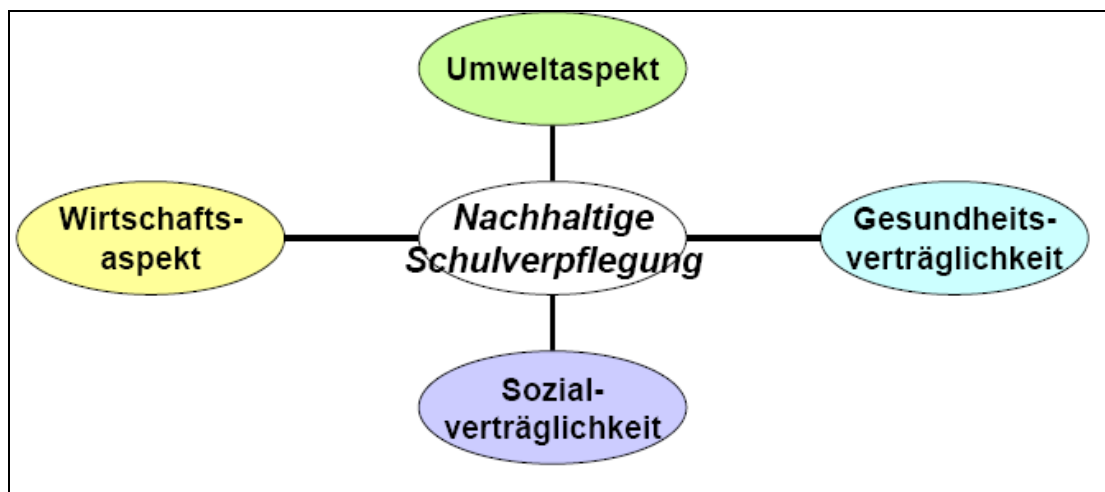 Umweltaspekt
Wirtschafts-
aspekt
Nachhaltige
Schulverpflegung
Gesundheits-
verträglichkeit
Sozial-
verträglichkeit